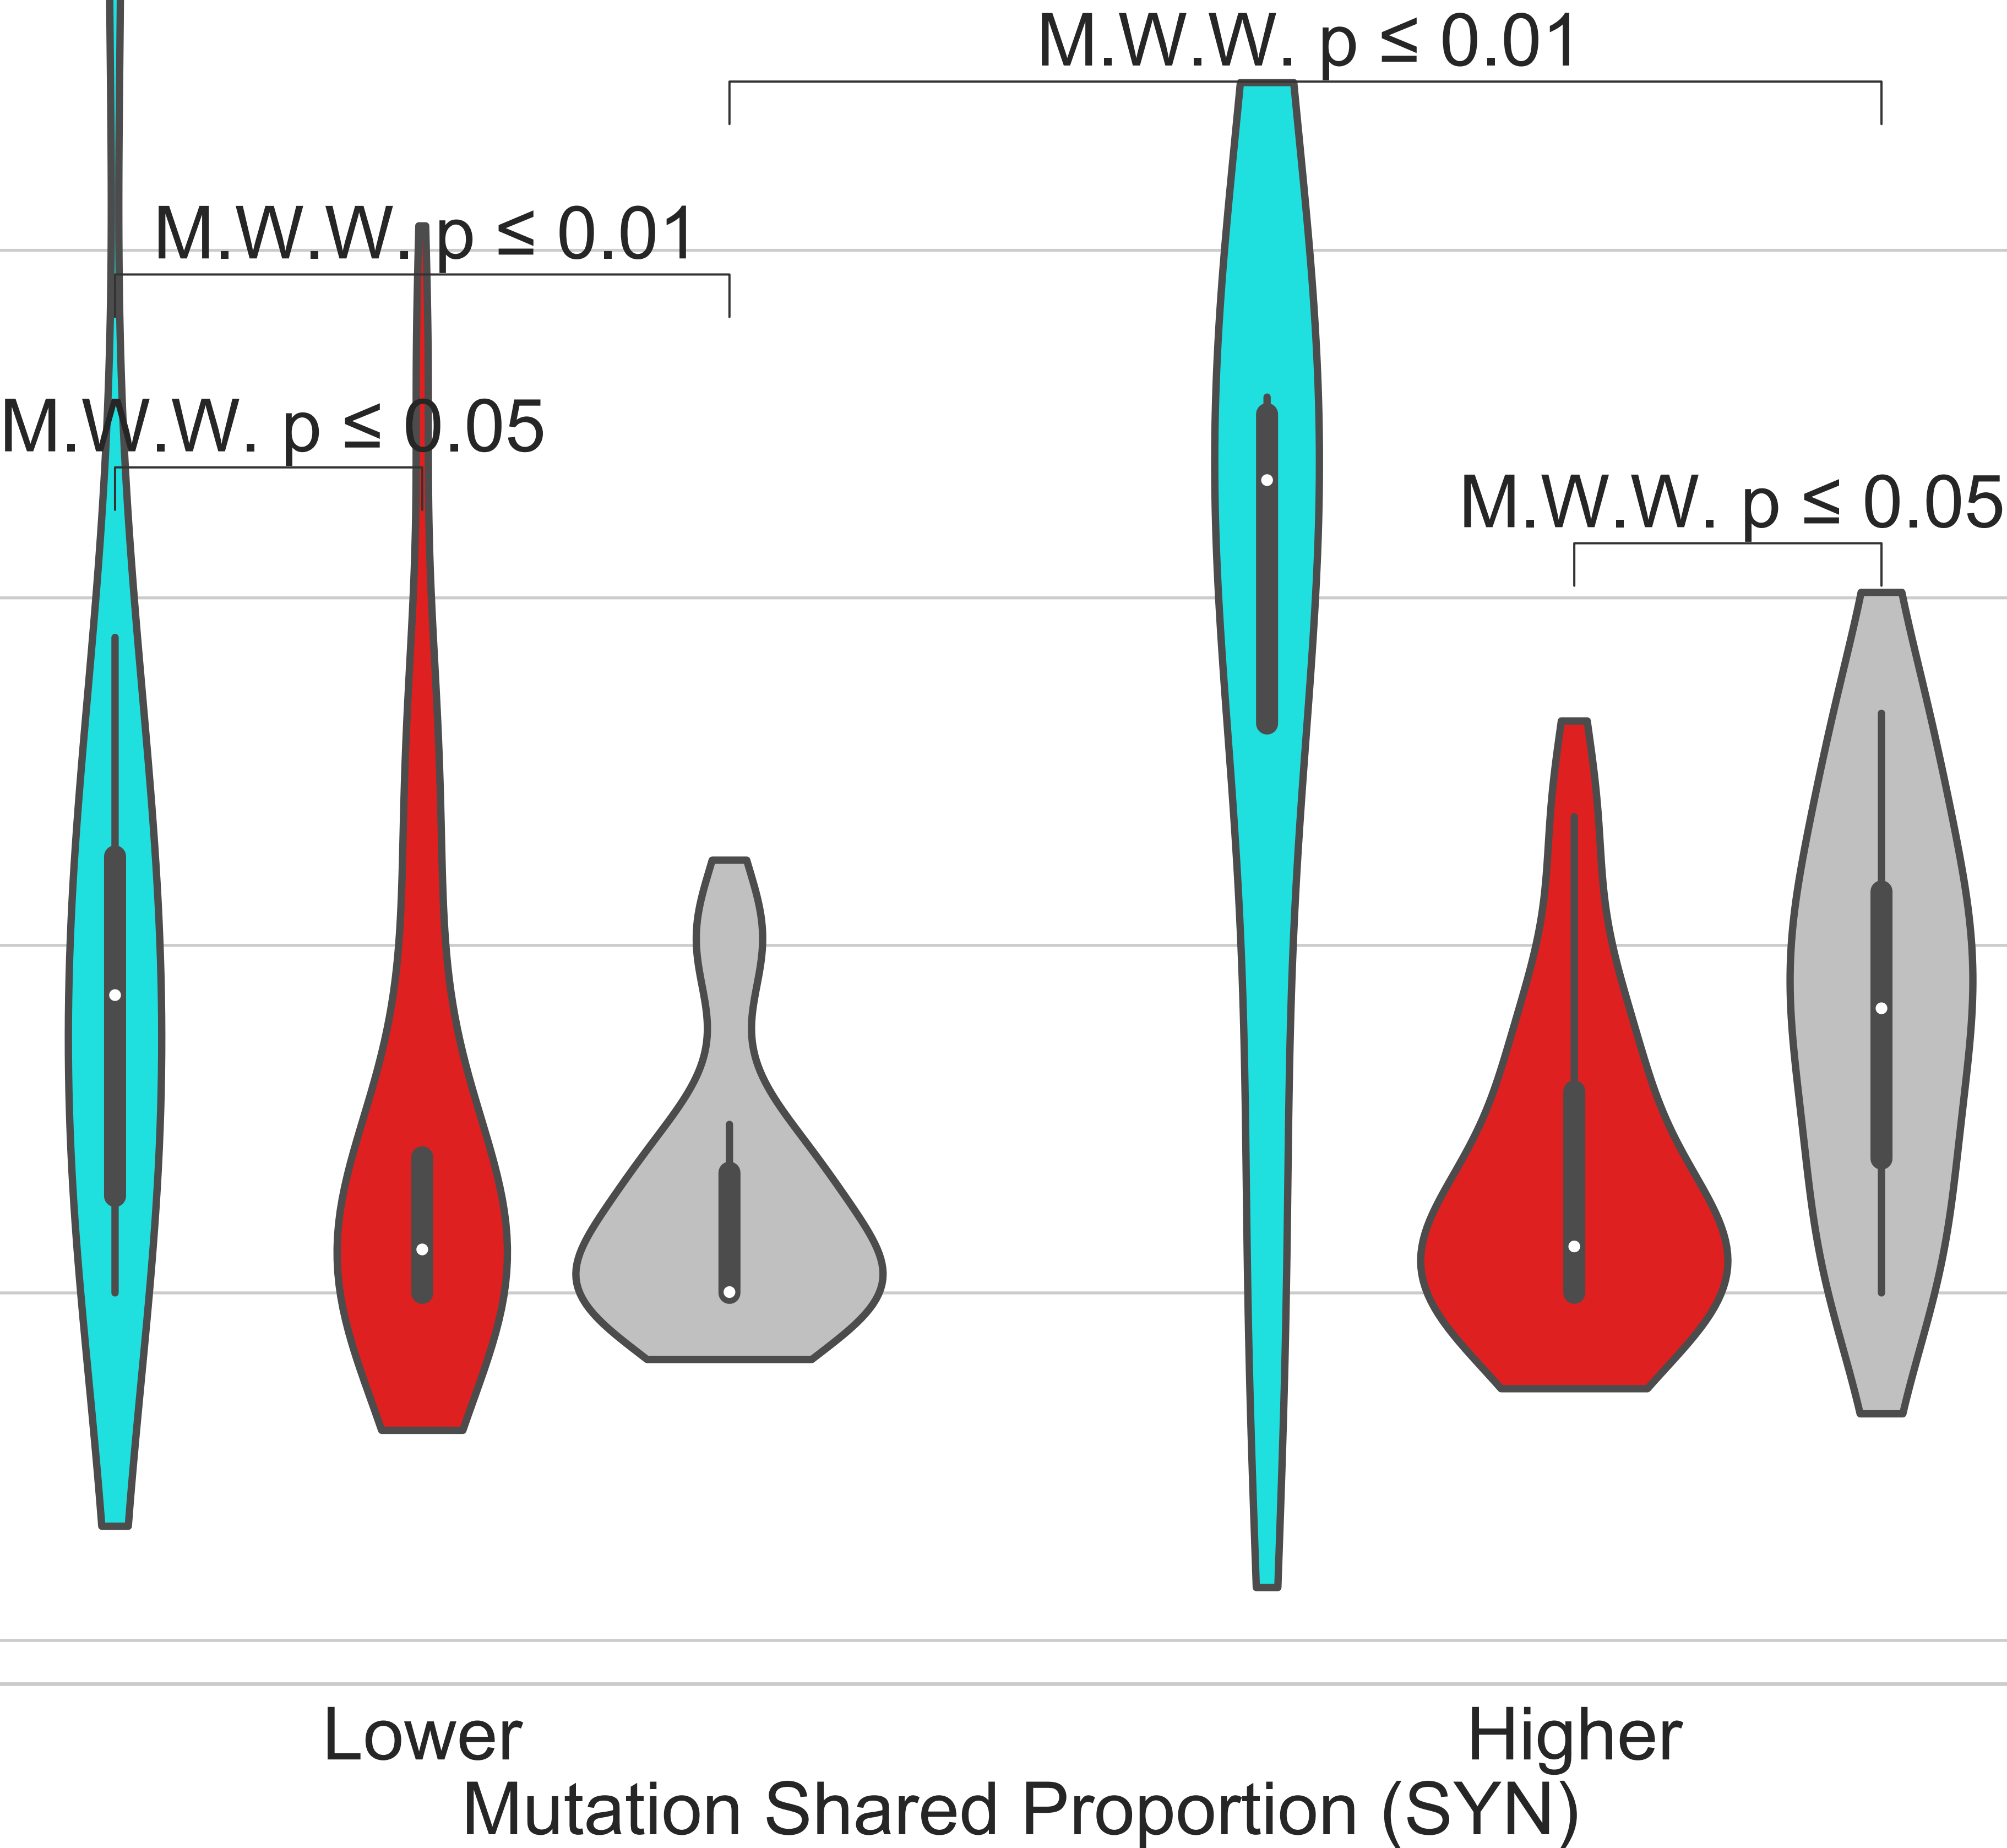 M.W.W. p ≤ 0.01
M.W.W. p ≤ 0.01
M.W.W. p ≤ 0.05
M.W.W. p ≤ 0.05
Lower
Higher
Mutation Shared Proportion (SYN)